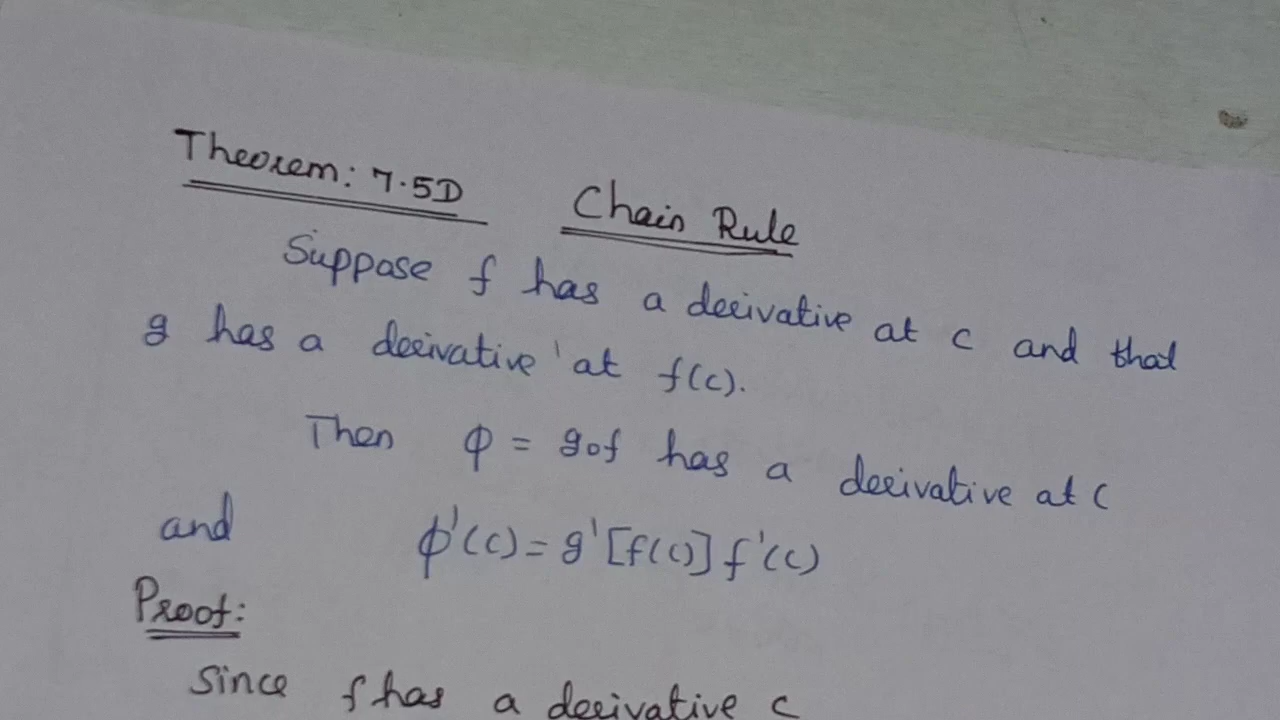 Theorem: 7.5D Chain Rule
Suppose f has a derivative at c and that
g has a derivative at f(c).
Then φ = gof has a derivative at c
and φ'(c) = g'[f(c)] f'(c)
Proof:
Since f has a derivative c